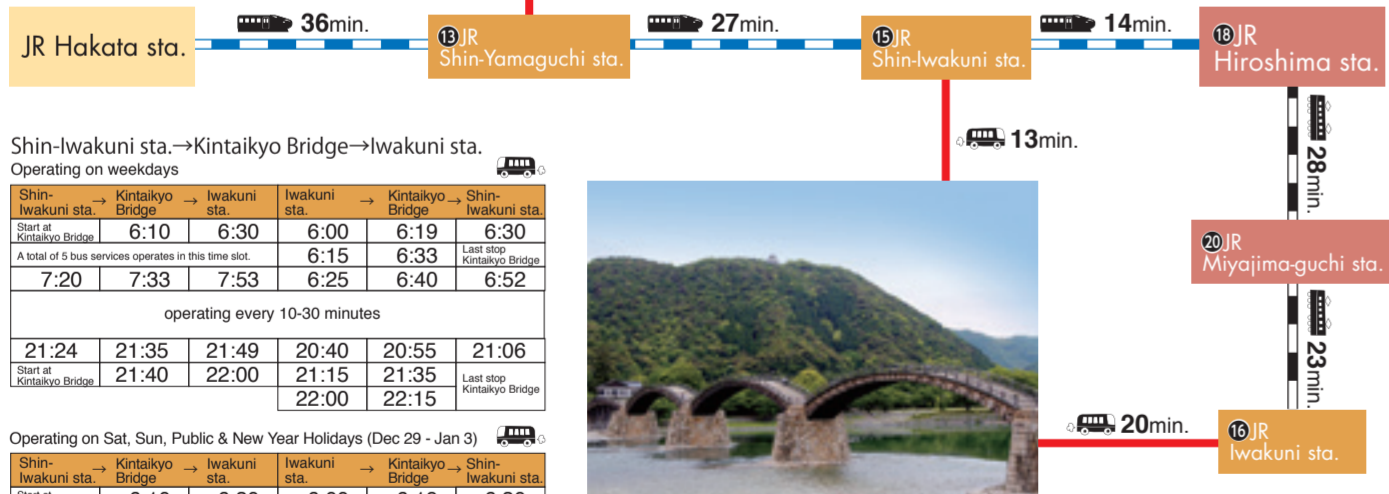 36min.
27min.
14min.
JR Hakata sta.
⓭JR
Shin-Yamaguchi sta.
⓯JR
Shin-Iwakuni sta.
⓲JR
Hiroshima sta.
13min.
28min.
⓴JR
Miyajima-guchi sta.
23min.
20min.
⓰JR
Iwakuni sta.
Shin-Iwakuni sta.→Kintaikyo Bridge→Iwakuni sta.
Operating on weekdays
Shin-Iwakuni sta. → Kintaikyo Bridge → Iwakuni sta. Iwakuni sta. → Kintaikyo Bridge → Shin-Iwakuni sta.
Start at Kintaikyo Bridge 6:10 6:30 6:00 6:19 6:30
A total of 5 bus services operates in this time slot. 6:15 6:33 Last stop Kintaikyo Bridge
7:20 7:33 7:53 6:25 6:40 6:52
operating every 10-30 minutes
21:24 21:35 21:49 20:40 20:55 21:06
Start at Kintaikyo Bridge 21:40 22:00 21:15 21:35 Last stop Kintaikyo Bridge
22:00 22:15
Operating on Sat, Sun, Public & New Year Holidays (Dec 29 - Jan 3)
Shin-Iwakuni sta. → Kintaikyo Bridge → Iwakuni sta. Iwakuni sta. → Kintaikyo Bridge → Shin-Iwakuni sta.